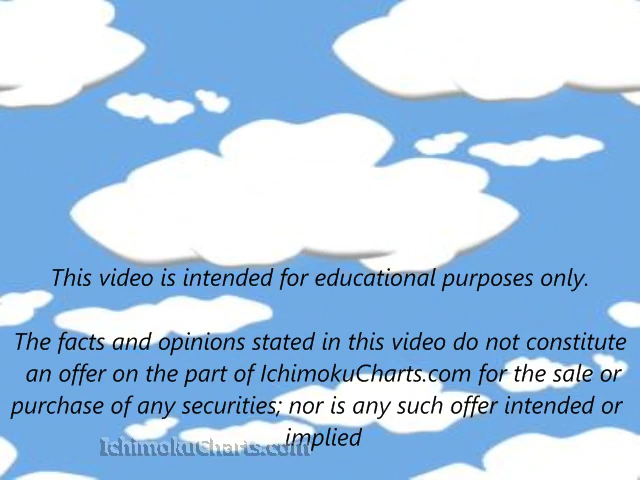 This video is intended for educational purposes only.
The facts and opinions stated in this video do not constitute
an offer on the part of IchimokuCharts.com for the sale or
purchase of any securities; nor is any such offer intended or
implied
IchimokuCharts.com